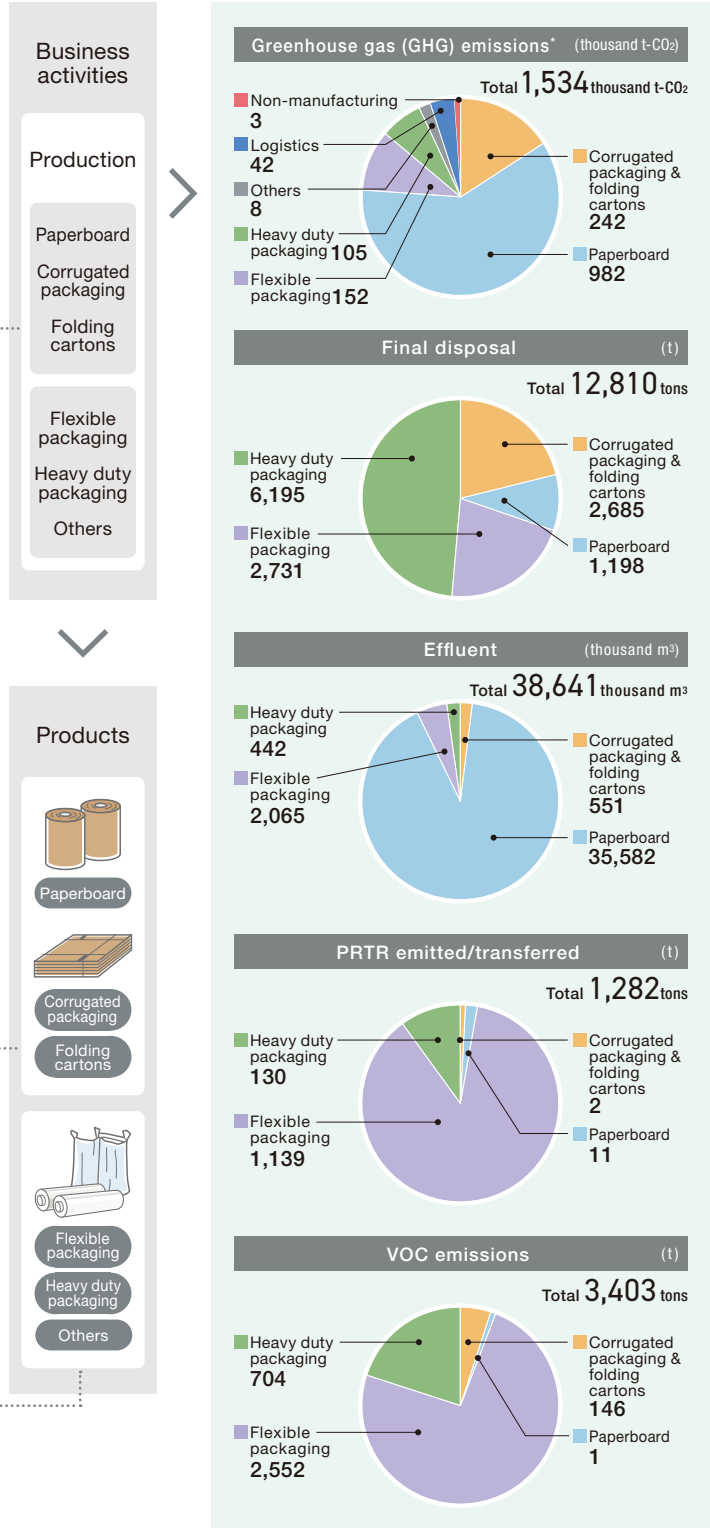 Business
activities
Production
Paperboard
Corrugated
packaging
Folding
cartons
Flexible
packaging
Heavy duty
packaging
Others
Products
Paperboard
Corrugated
packaging
Folding
cartons
Flexible
packaging
Heavy duty
packaging
Others
Greenhouse gas (GHG) emissions* (thousand t-CO₂)
Total 1,534 thousand t-CO₂
Non-manufacturing
3
Logistics
42
Others
8
Heavy duty
packaging 105
Flexible
packaging 152
Corrugated
packaging &
folding
cartons
242
Paperboard
982
Final disposal (t)
Total 12,810 tons
Heavy duty
packaging
6,195
Flexible
packaging
2,731
Corrugated
packaging &
folding
cartons
2,685
Paperboard
1,198
Effluent (thousand m³)
Total 38,641 thousand m³
Heavy duty
packaging
442
Flexible
packaging
2,065
Corrugated
packaging &
folding
cartons
551
Paperboard
35,582
PRTR emitted/transferred (t)
Total 1,282 tons
Heavy duty
packaging
130
Flexible
packaging
1,139
Corrugated
packaging &
folding
cartons
2
Paperboard
11
VOC emissions (t)
Total 3,403 tons
Heavy duty
packaging
704
Flexible
packaging
2,552
Corrugated
packaging &
folding
cartons
146
Paperboard
1